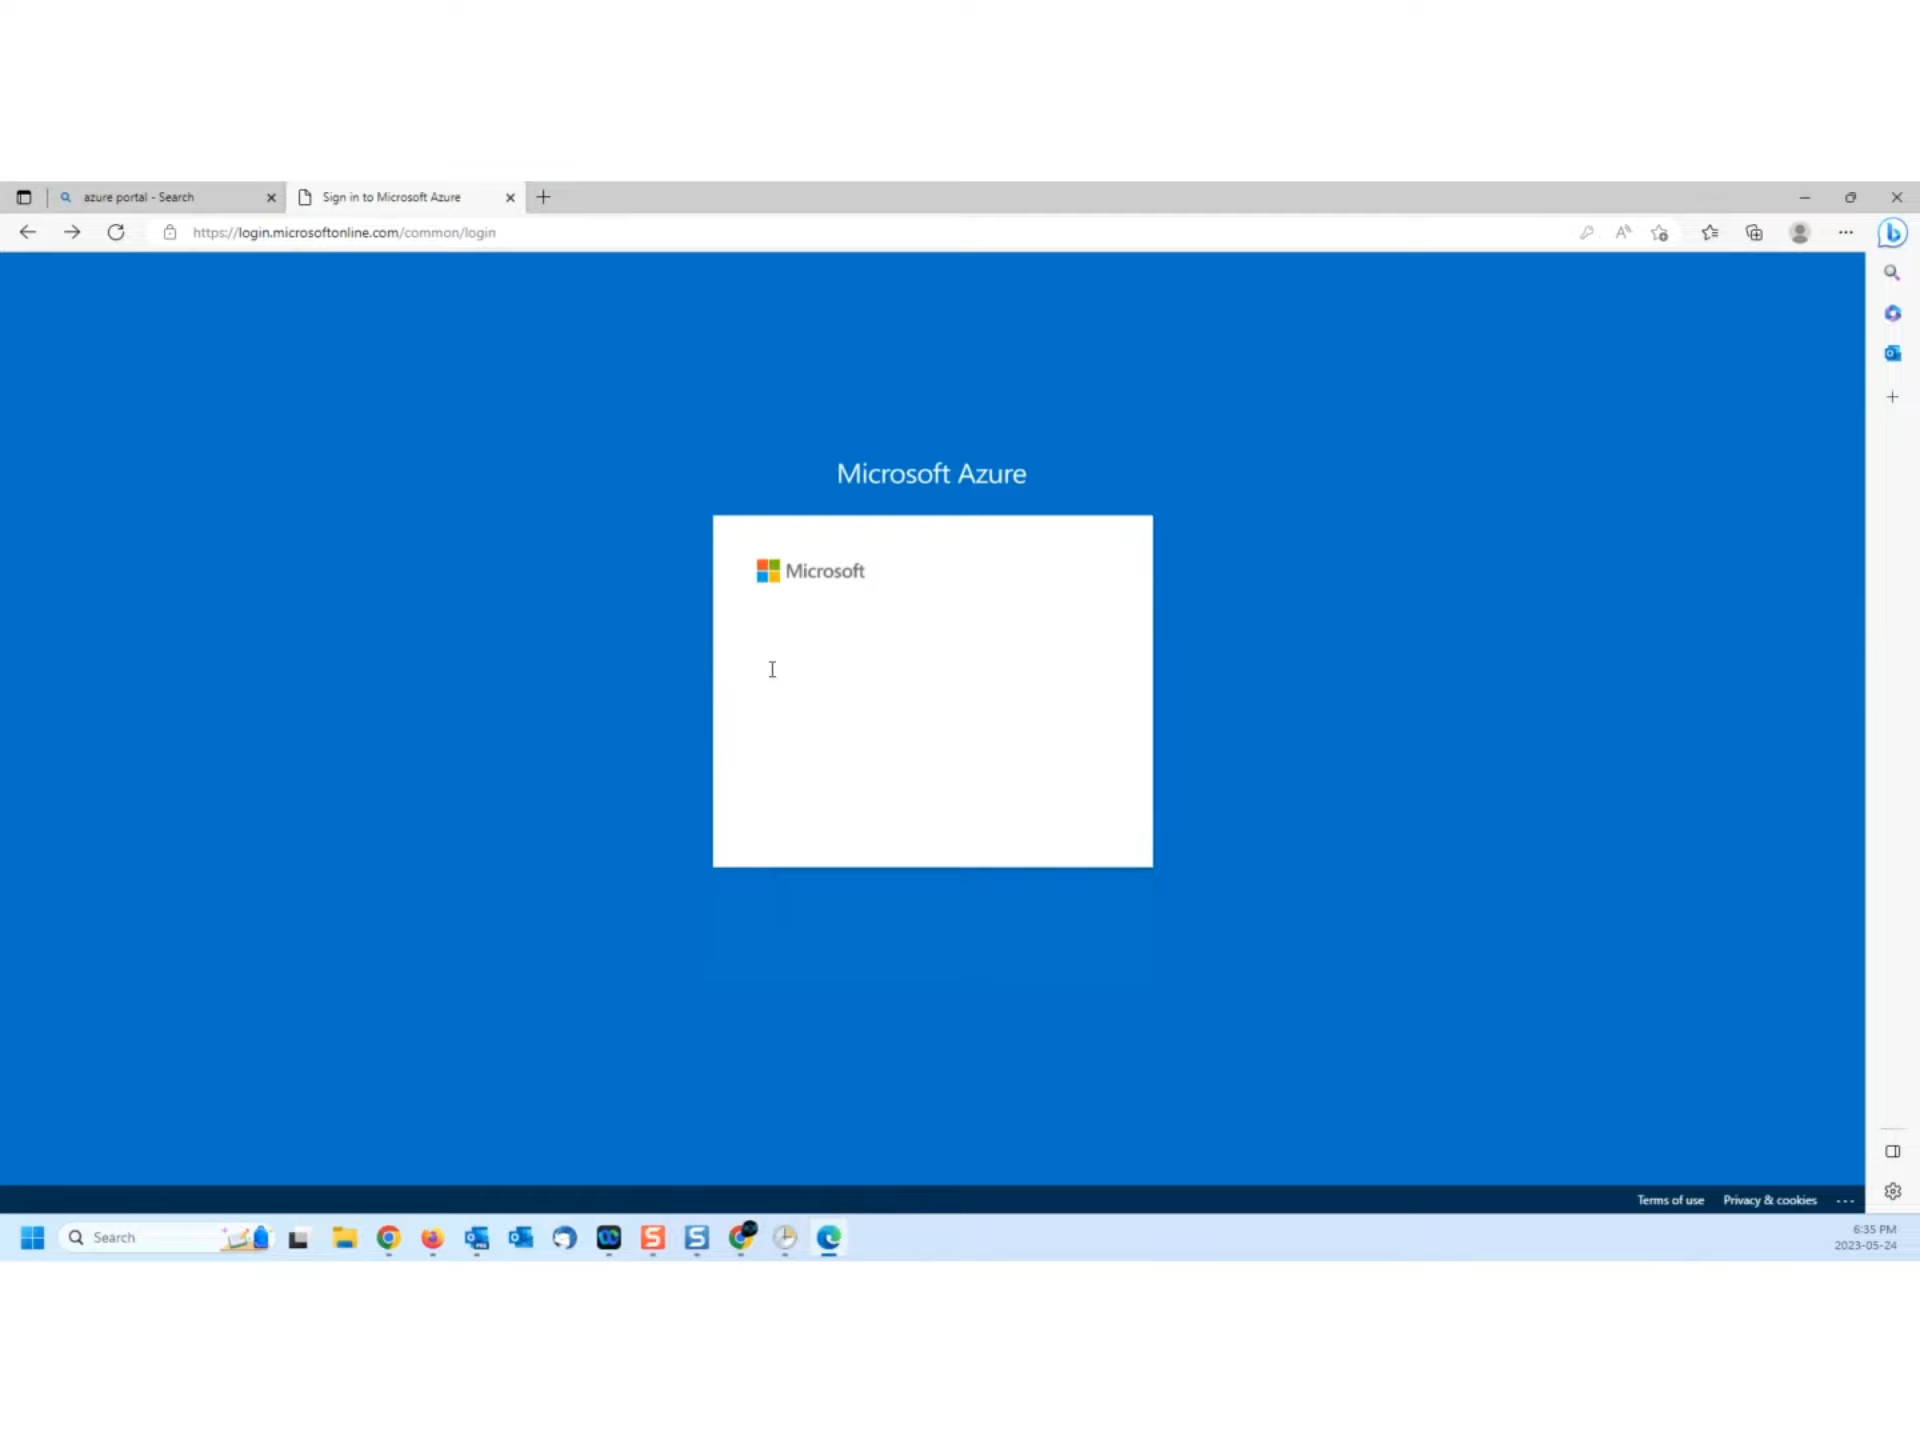 azure portal - Search
Sign in to Microsoft Azure
https://login.microsoftonline.com/common/login
Microsoft Azure
Microsoft
Terms of use
Privacy & cookies
Search
6:35 PM
2023-05-24